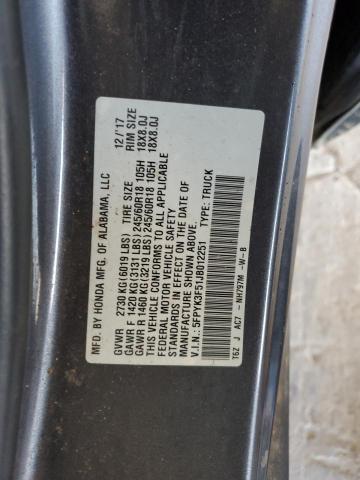 MFD. BY HONDA MFG. OF ALABAMA, LLC 12/'17
GVWR 2730 KG(6019 LBS) TIRE SIZE RIM SIZE
GAWR F 1420 KG(3131 LBS) 245/60R18 105H 18X8.0J
GAWR R 1460 KG(3219 LBS) 245/60R18 105H 18X8.0J
THIS VEHICLE CONFORMS TO ALL APPLICABLE
FEDERAL MOTOR VEHICLE SAFETY
STANDARDS IN EFFECT ON THE DATE OF
MANUFACTURE SHOWN ABOVE.
V.I.N.: 5FPYK3F51JB012251 TYPE: TRUCK
T6Z J AC7 - NH797M -W-B